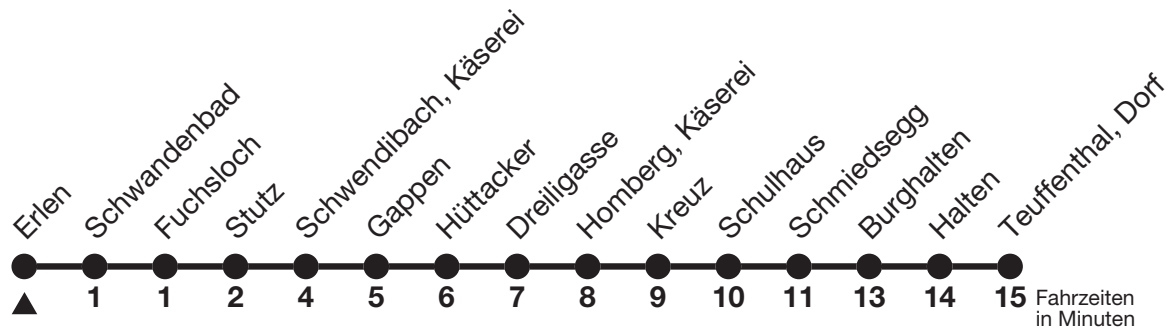 Erlen
Schwandenbad
Fuchsloch
Stutz
Schwendibach, Käserei
Gappen
Hüttacker
Dreiligasse
Homberg, Käserei
Kreuz
Schulhaus
Schmiedsegg
Burghalten
Halten
Teuffenthal, Dorf
1 1 2 4 5 6 7 8 9 10 11 13 14 15 Fahrzeiten
in Minuten